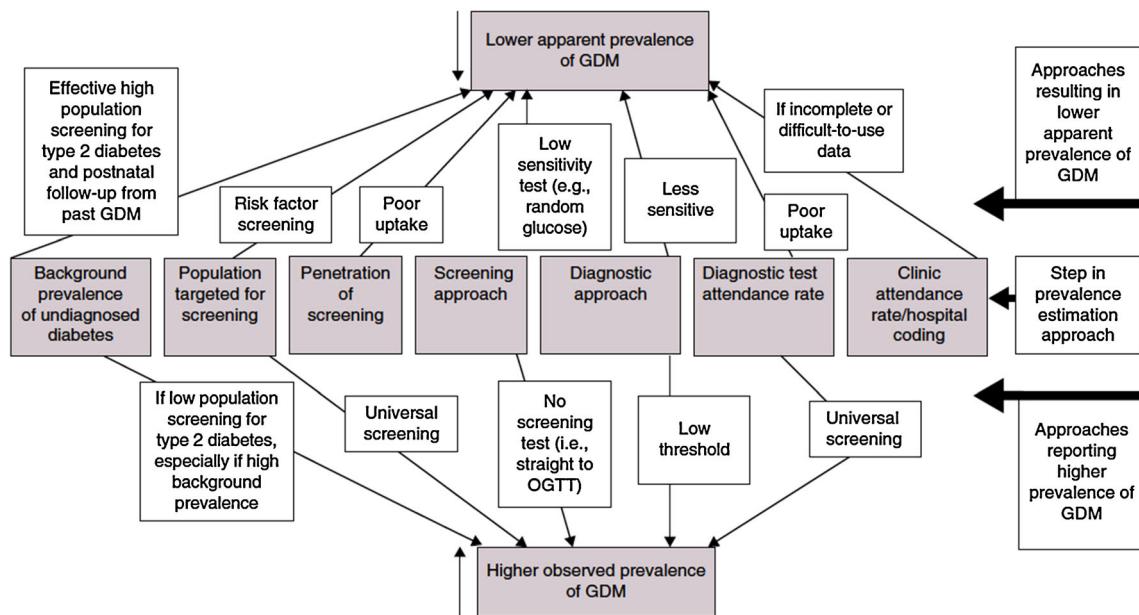 Lower apparent prevalence
of GDM
Effective high
population
screening for
type 2 diabetes
and postnatal
follow-up from
past GDM
Risk factor
screening
Poor
uptake
Low
sensitivity
test (e.g.,
random
glucose)
Less
sensitive
Poor
uptake
If incomplete or
difficult-to-use
data
Approaches
resulting in
lower
apparent
prevalence of
GDM
Background
prevalence
of undiagnosed
diabetes
Population
targeted for
screening
Penetration
of
screening
Screening
approach
Diagnostic
approach
Diagnostic test
attendance rate
Clinic
attendance
rate/hospital
coding
Step in
prevalence
estimation
approach
If low population
screening for
type 2 diabetes,
especially if high
background
prevalence
Universal
screening
No
screening
test (i.e.,
straight to
OGTT)
Low
threshold
Universal
screening
Approaches
reporting
higher
prevalence of
GDM
Higher observed prevalence
of GDM